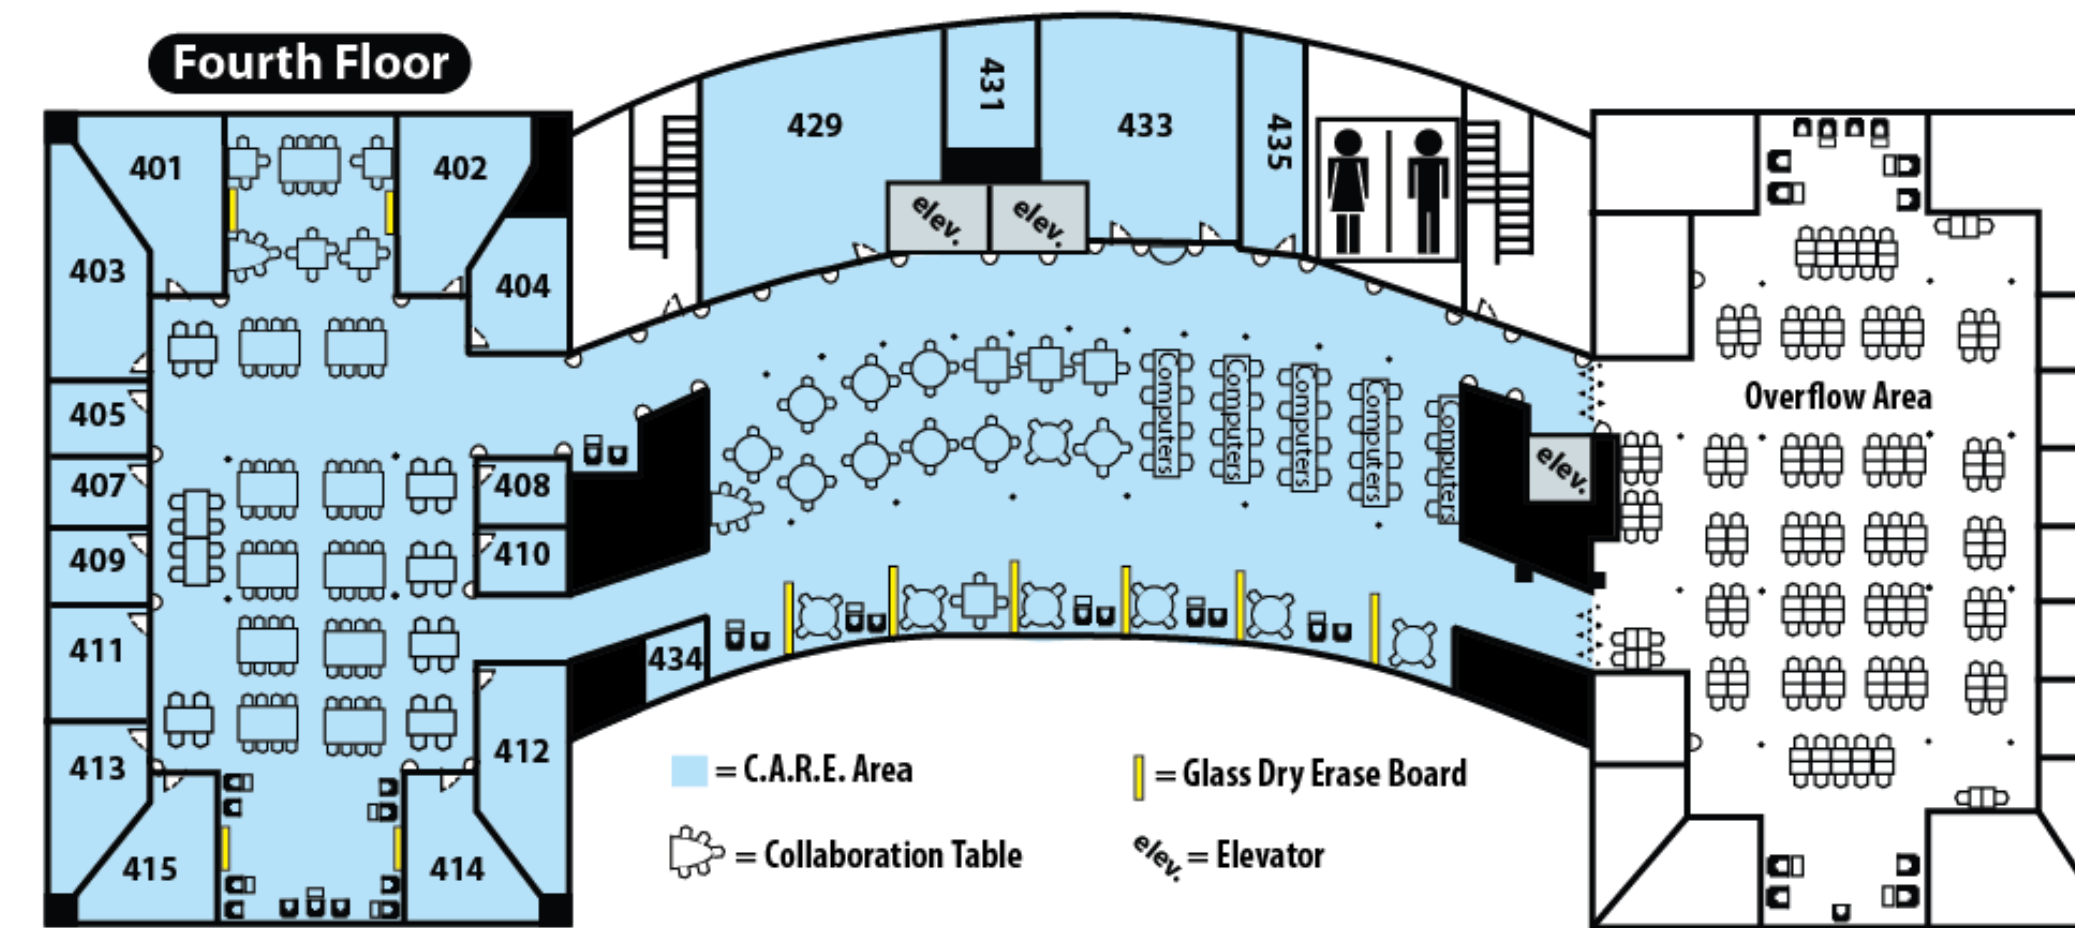 Fourth Floor
401
402
403
404
405
407
408
409
410
411
412
413
414
415
429
431
433
435
elev.
elev.
Computers
Computers
Computers
Computers
Computers
elev.
Overflow Area
434
= C.A.R.E. Area
= Glass Dry Erase Board
= Collaboration Table
elev. = Elevator